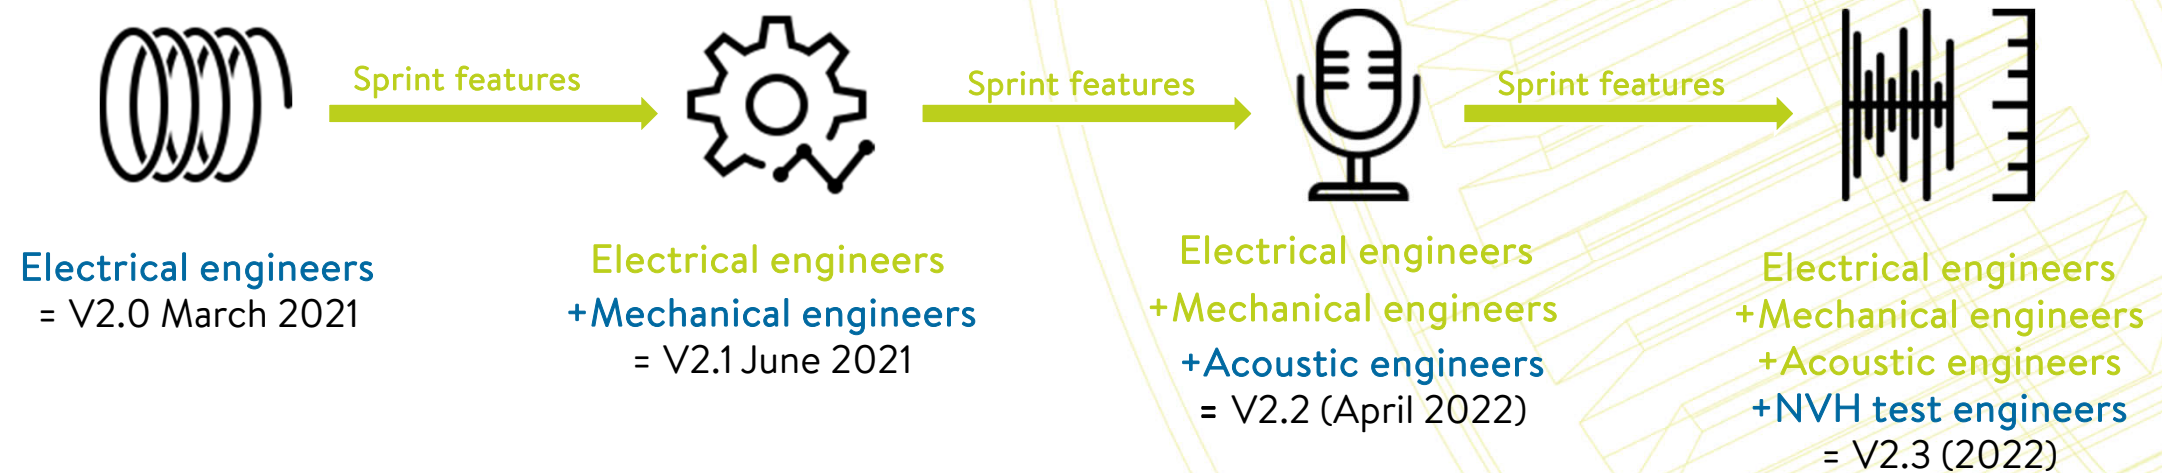 Sprint features
Sprint features
Sprint features
Electrical engineers
= V2.0 March 2021
Electrical engineers
+Mechanical engineers
= V2.1 June 2021
Electrical engineers
+Mechanical engineers
+Acoustic engineers
= V2.2 (April 2022)
Electrical engineers
+Mechanical engineers
+Acoustic engineers
+NVH test engineers
= V2.3 (2022)